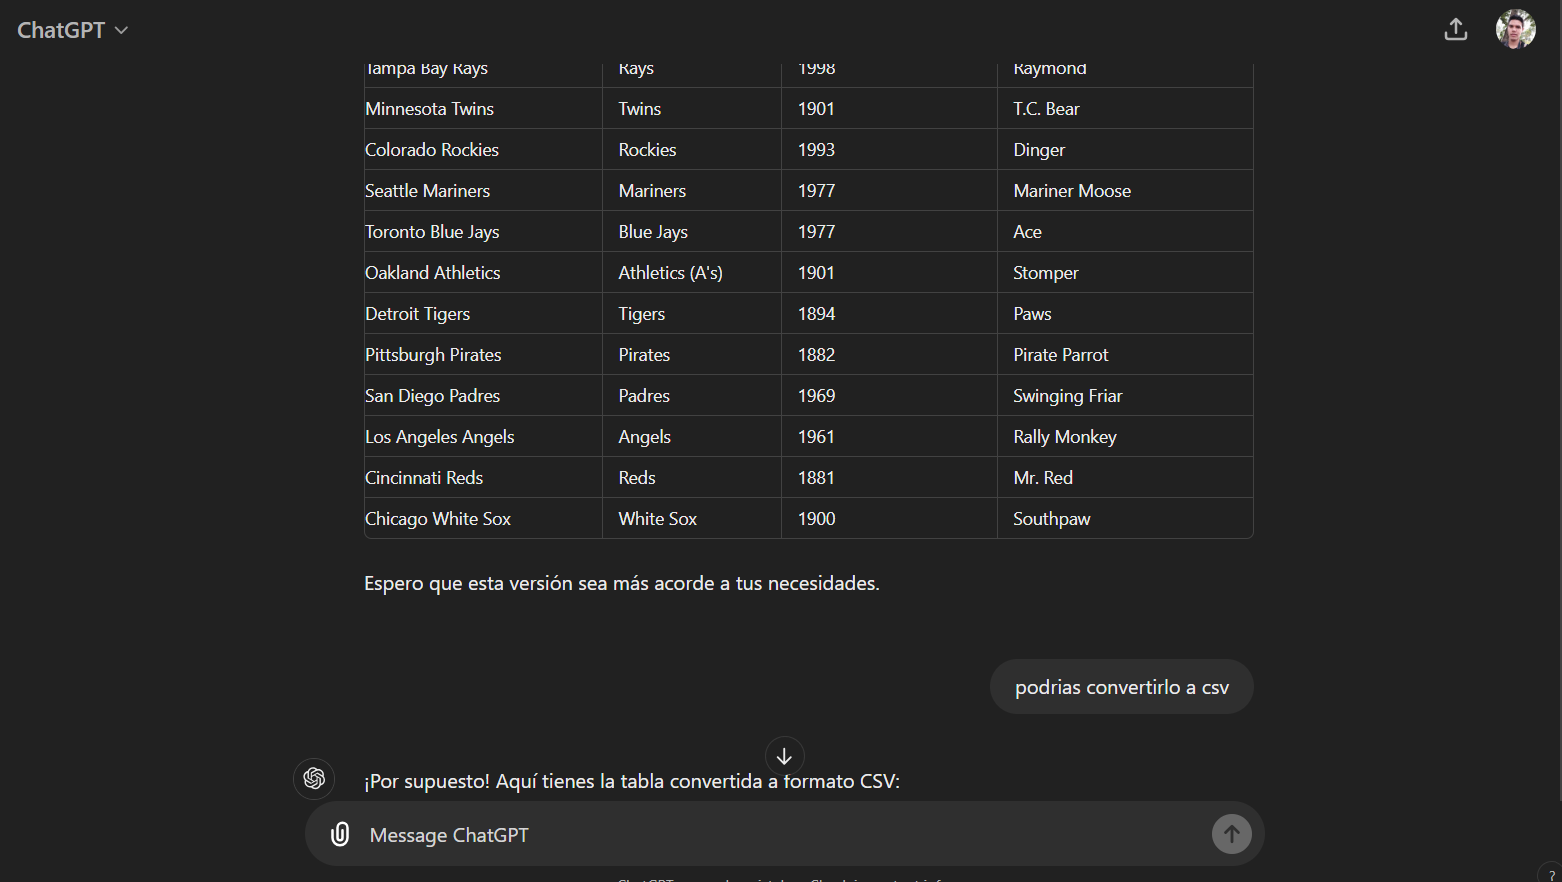 ChatGPT
Tampa Bay Rays Rays 1998 Raymond
Minnesota Twins Twins 1901 T.C. Bear
Colorado Rockies Rockies 1993 Dinger
Seattle Mariners Mariners 1977 Mariner Moose
Toronto Blue Jays Blue Jays 1977 Ace
Oakland Athletics Athletics (A's) 1901 Stomper
Detroit Tigers Tigers 1894 Paws
Pittsburgh Pirates Pirates 1882 Pirate Parrot
San Diego Padres Padres 1969 Swinging Friar
Los Angeles Angels Angels 1961 Rally Monkey
Cincinnati Reds Reds 1881 Mr. Red
Chicago White Sox White Sox 1900 Southpaw
Espero que esta versión sea más acorde a tus necesidades.
podrias convertirlo a csv
¡Por supuesto! Aquí tienes la tabla convertida a formato CSV:
Message ChatGPT
?